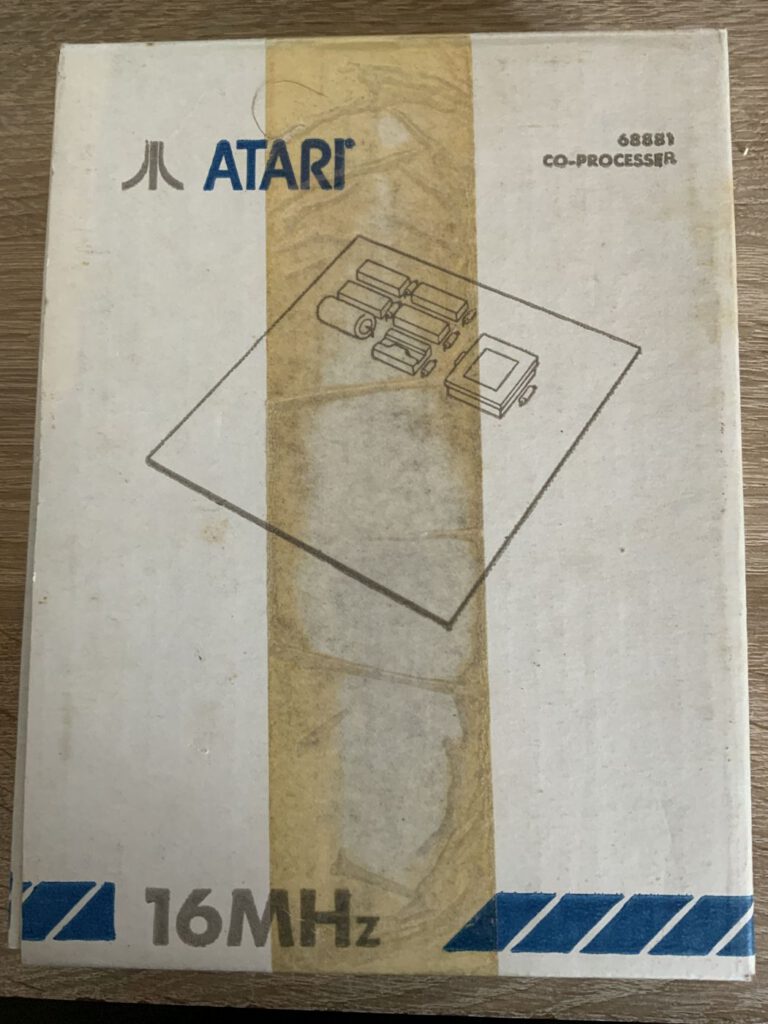 ATARI
68881
CO-PROCESSER
16MHz